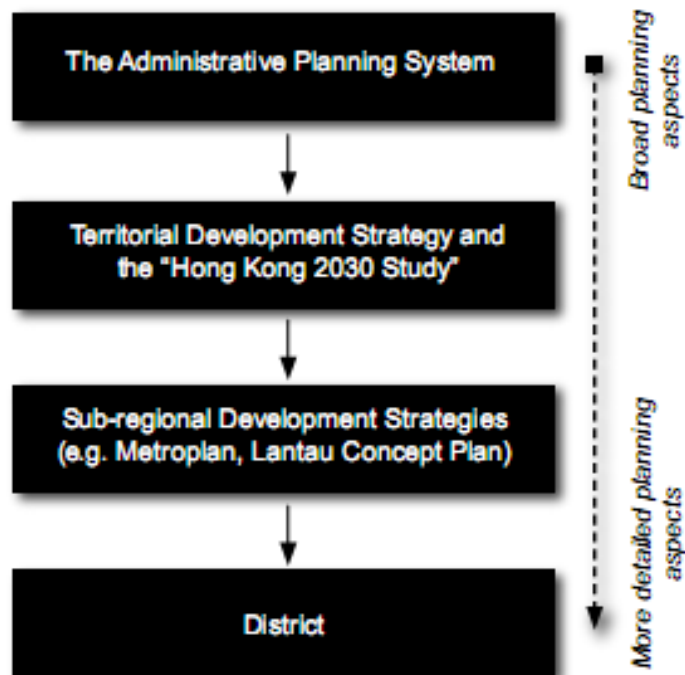 The Administrative Planning System
Broad planning
aspects
Territorial Development Strategy and
the “Hong Kong 2030 Study”
Sub-regional Development Strategies
(e.g. Metroplan, Lantau Concept Plan)
More detailed planning
aspects
District